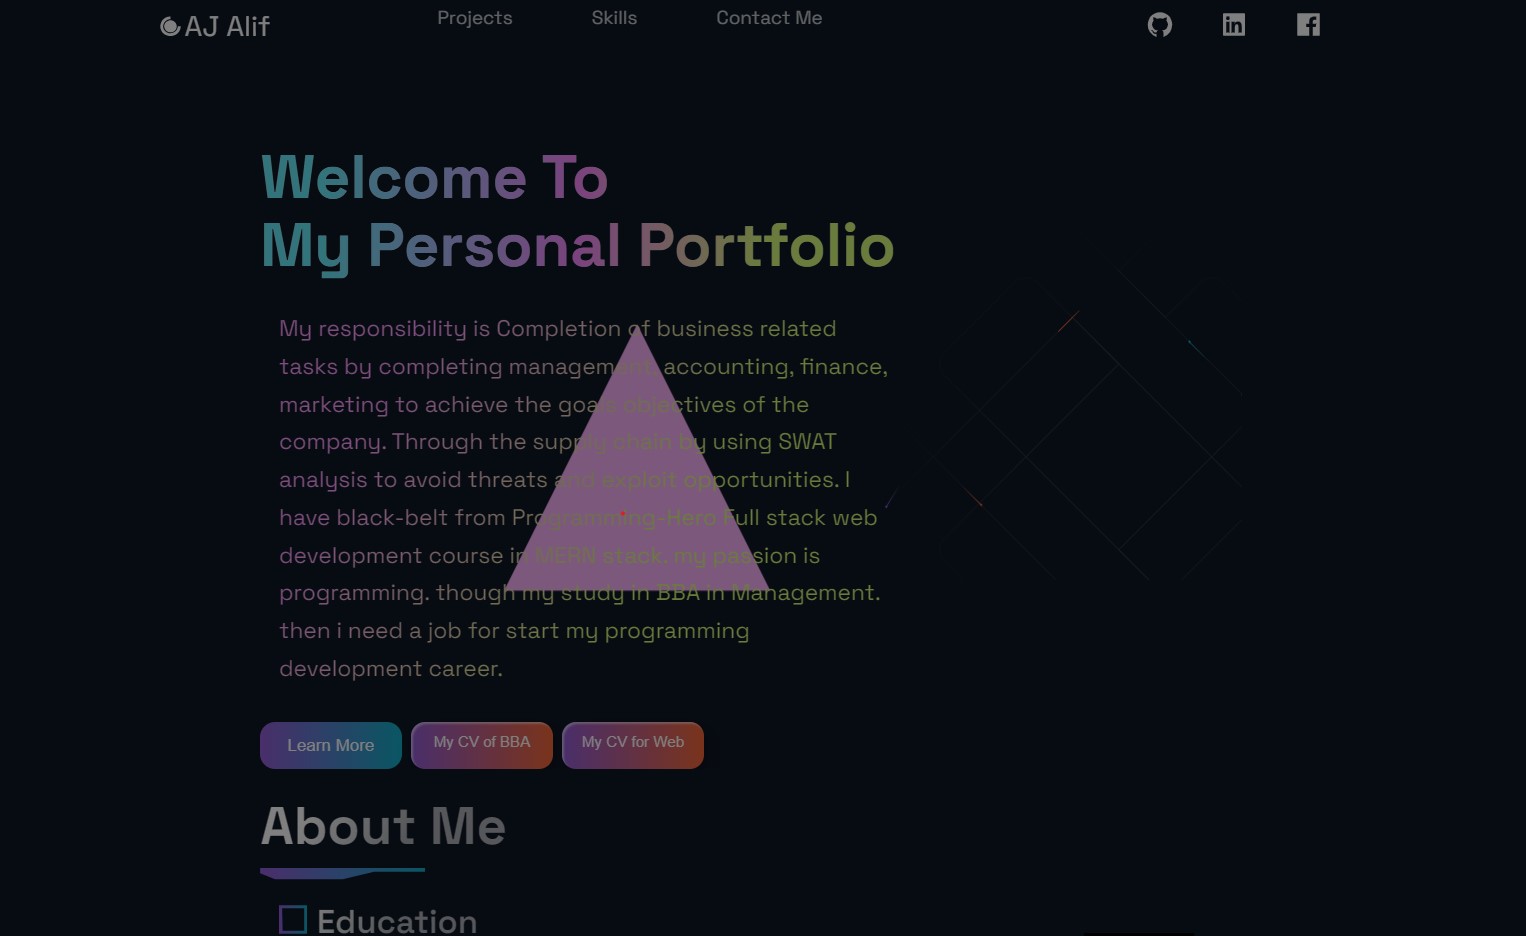 AJ Alif
Projects
Skills
Contact Me
Welcome To
My Personal Portfolio
My responsibility is Completion of business related
tasks by completing management, accounting, finance,
marketing to achieve the goals objectives of the
company. Through the supply chain by using SWAT
analysis to avoid threats and exploit opportunities. I
have black-belt from Programming-Hero Full stack web
development course in MERN stack. my passion is
programming. though my study in BBA in Management.
then i need a job for start my programming
development career.
Learn More
My CV of BBA
My CV for Web
About Me
Education